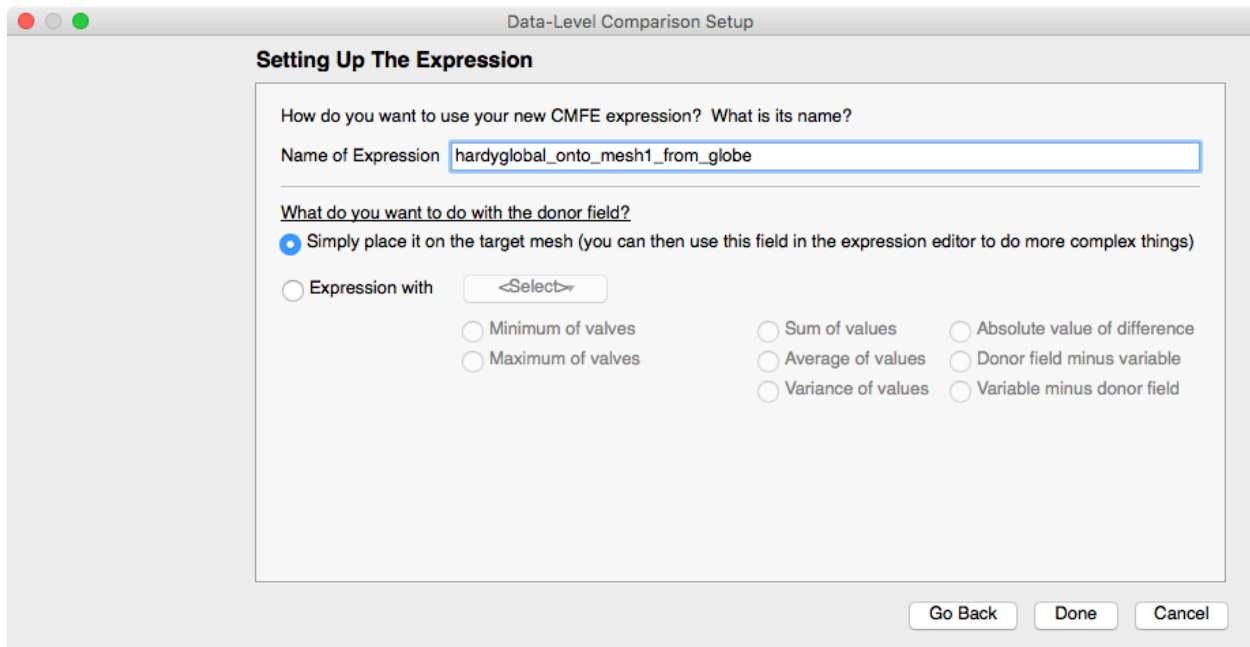 Data-Level Comparison Setup
Setting Up The Expression
How do you want to use your new CMFE expression? What is its name?
Name of Expression hardyglobal_onto_mesh1_from_globe
What do you want to do with the donor field?
Simply place it on the target mesh (you can then use this field in the expression editor to do more complex things)
Expression with <Select>
Minimum of valves Sum of values Absolute value of difference
Maximum of valves Average of values Donor field minus variable
Variance of values Variable minus donor field
Go Back Done Cancel